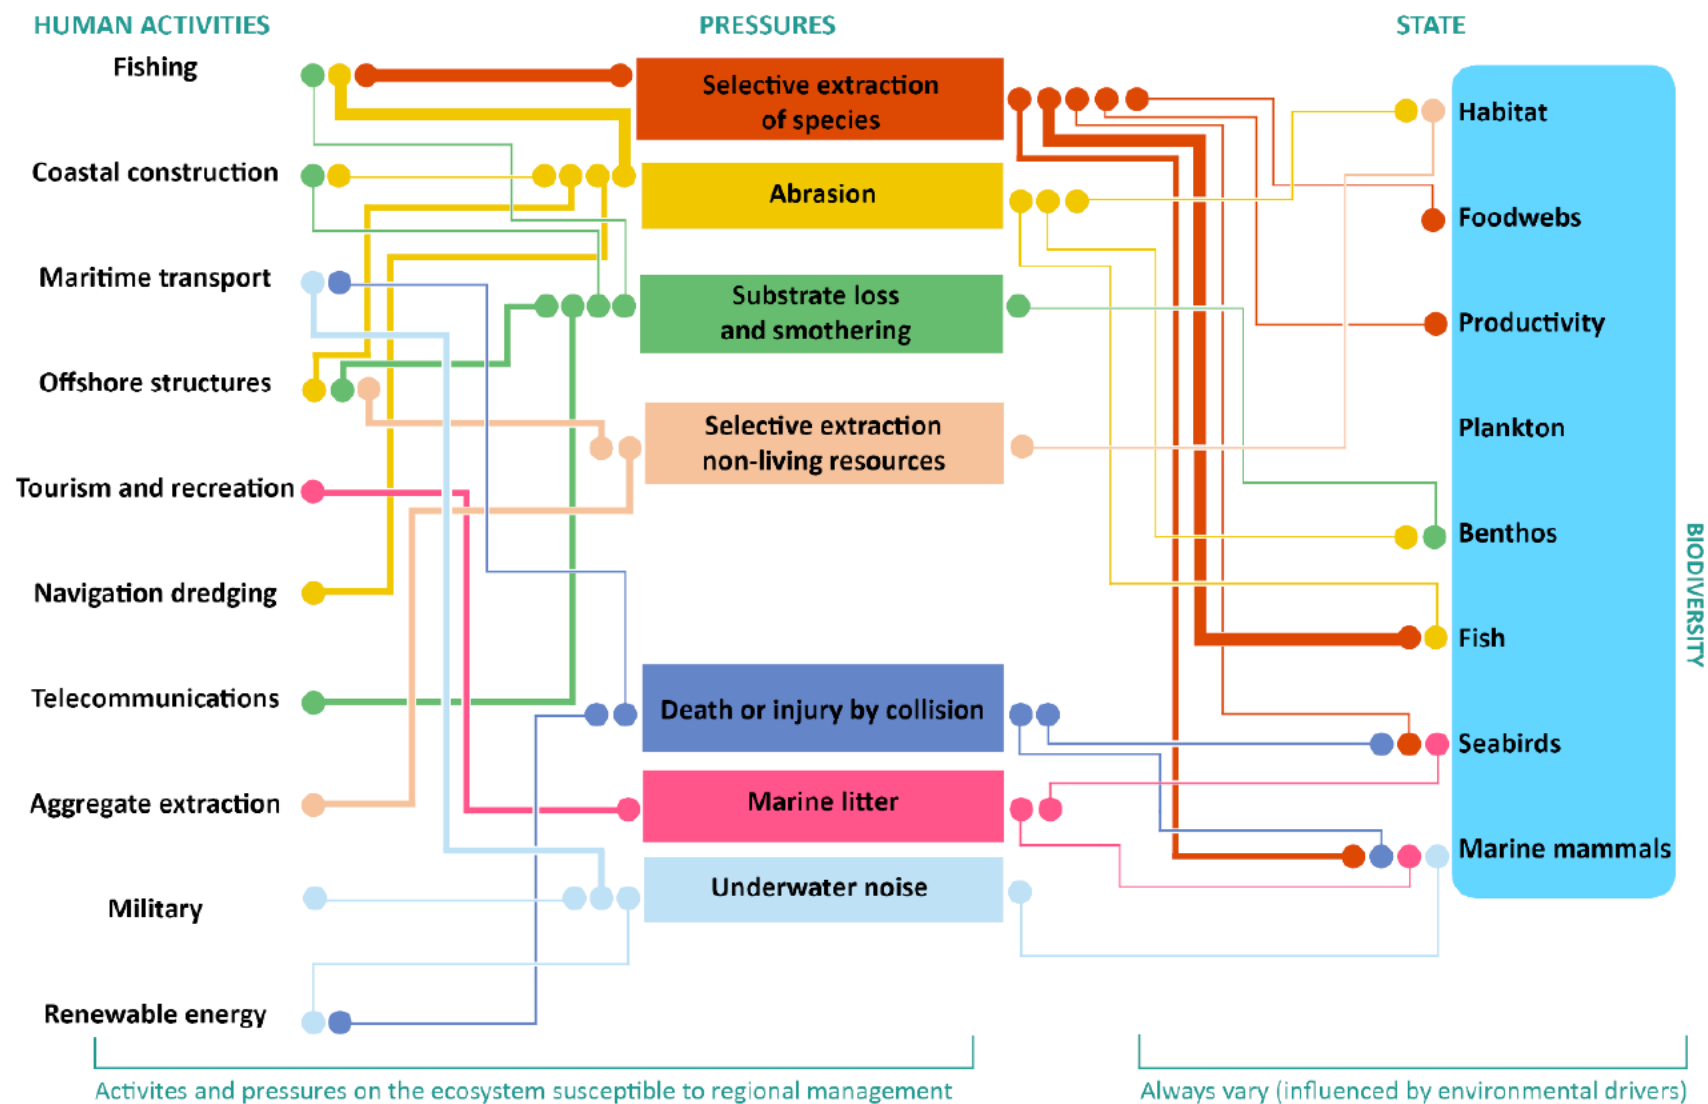 HUMAN ACTIVITIES
PRESSURES
STATE
Fishing
Coastal construction
Maritime transport
Offshore structures
Tourism and recreation
Navigation dredging
Telecommunications
Aggregate extraction
Military
Renewable energy
Selective extraction
of species
Abrasion
Substrate loss
and smothering
Selective extraction
non-living resources
Death or injury by collision
Marine litter
Underwater noise
Habitat
Foodwebs
Productivity
Plankton
Benthos
Fish
Seabirds
Marine mammals
BIODIVERSITY
Activites and pressures on the ecosystem susceptible to regional management
Always vary (influenced by environmental drivers)